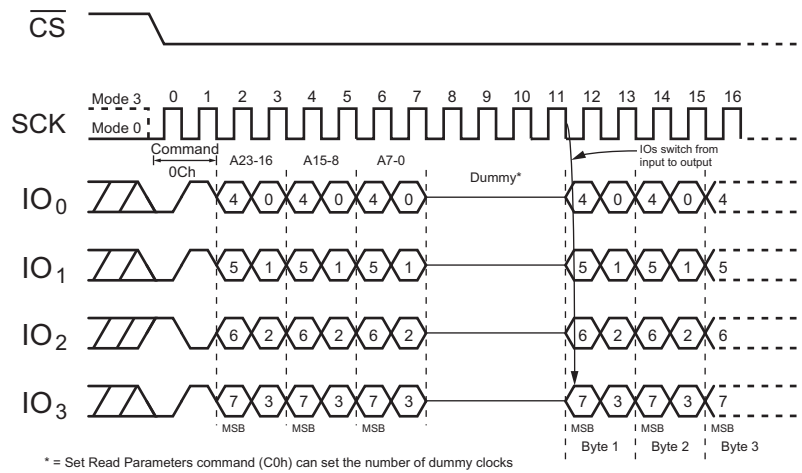 CS
Mode 3
0 1 2 3 4 5 6 7 8 9 10 11 12 13 14 15 16
SCK
Mode 0
Command
A23-16 A15-8 A7-0
IOs switch from
input to output
0Ch
Dummy*
IO0 4 0 4 0 4 0 4 0 4 0 4
IO1 5 1 5 1 5 1 5 1 5 1 5
IO2 6 2 6 2 6 2 6 2 6 2 6
IO3 7 3 7 3 7 3 7 3 7 3 7
MSB MSB MSB MSB MSB MSB
Byte 1 Byte 2 Byte 3
* = Set Read Parameters command (C0h) can set the number of dummy clocks